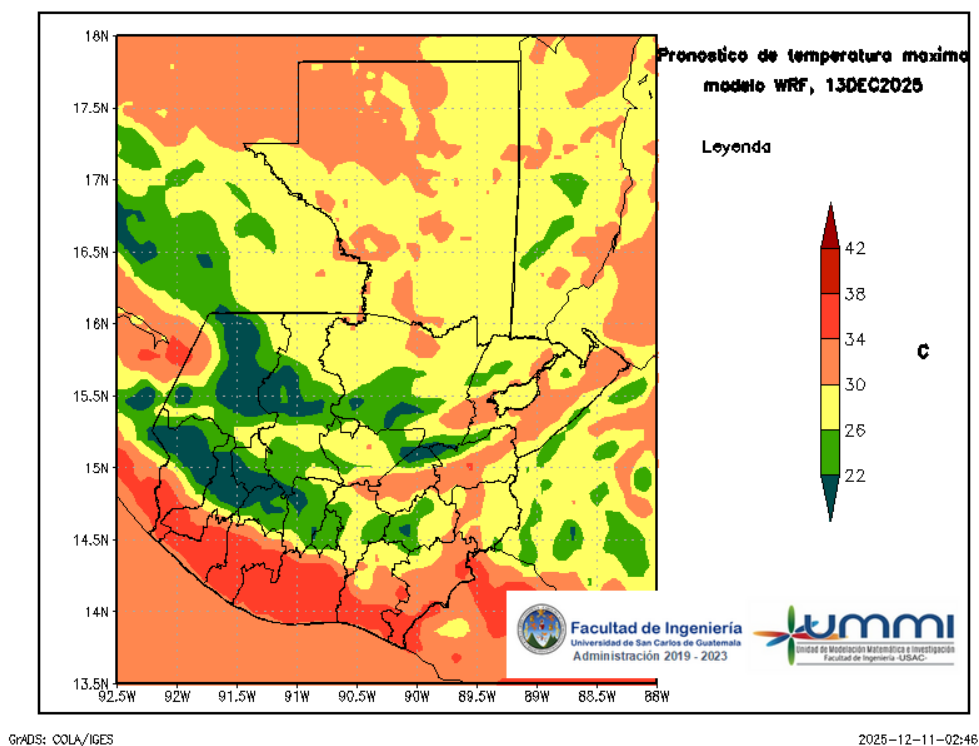 Pronostico de temperatura maxima
modelo WRF, 13DEC2025
Leyenda
18N
17.5N
17N
16.5N
16N
15.5N
15N
14.5N
14N
13.5N
92.5W
92W
91.5W
91W
90.5W
90W
89.5W
89W
88.5W
88W
42
38
34
30
26
22
C
Facultad de Ingeniería
Universidad de San Carlos de Guatemala
Administración 2019 - 2023
UMMI
Unidad de Modelación Matemática e Investigación
Facultad de Ingeniería -USAC-
GrADS: COLA/IGES
2025-12-11-02:46